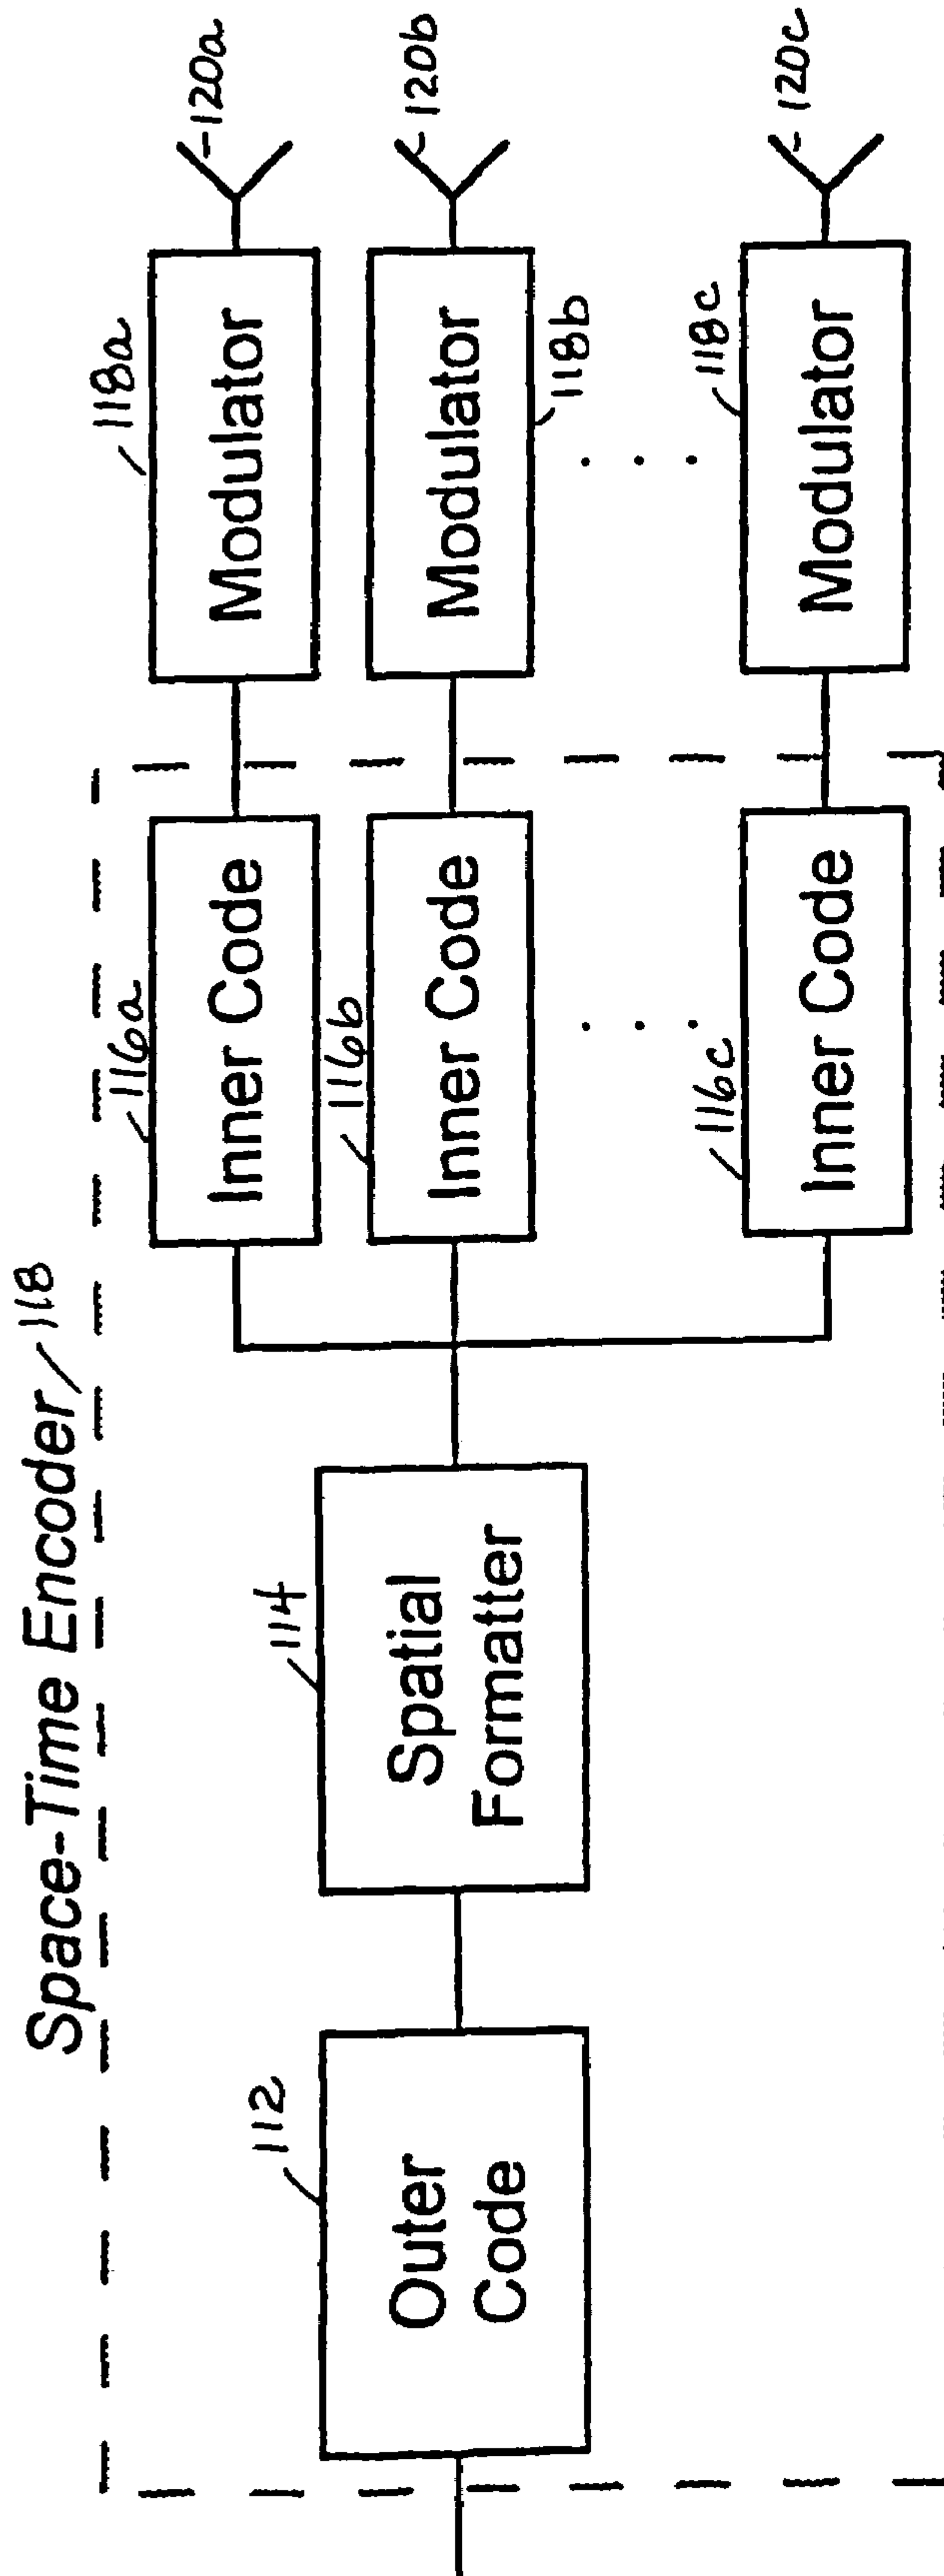 Space-Time Encoder 118
112
Outer
Code
114
Spatial
Formatter
116a
Inner Code
116b
Inner Code
116c
Inner Code
118a
Modulator
118b
Modulator
118c
Modulator
120a
120b
120c